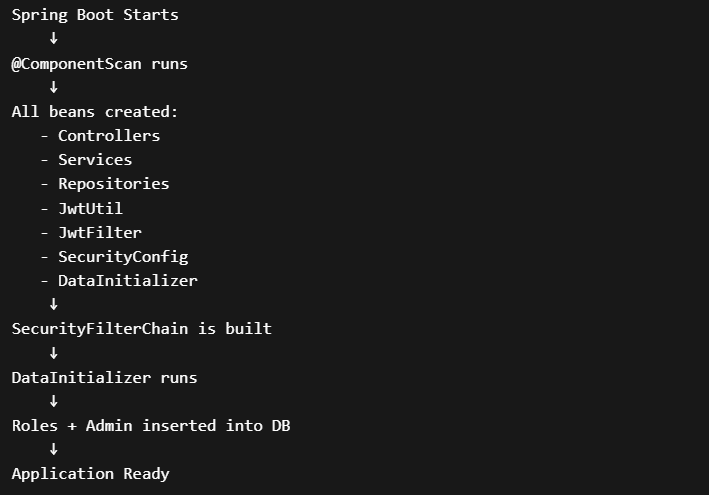 Spring Boot Starts
↓
@ComponentScan runs
↓
All beans created:
- Controllers
- Services
- Repositories
- JwtUtil
- JwtFilter
- SecurityConfig
- DataInitializer
↓
SecurityFilterChain is built
↓
DataInitializer runs
↓
Roles + Admin inserted into DB
↓
Application Ready